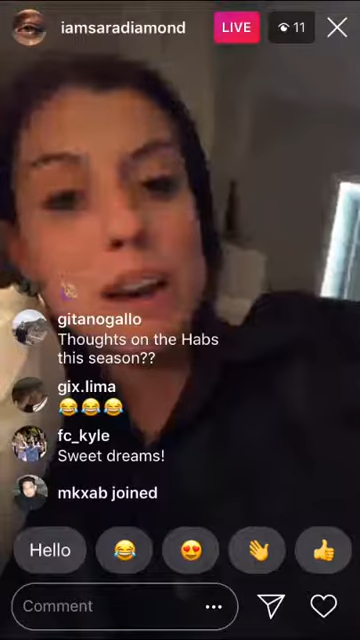 iamsaradiamond
LIVE
11
gitanogallo
Thoughts on the Habs
this season??
gix.lima
😂😂😂
fc_kyle
Sweet dreams!
mkxab joined
Hello
Comment